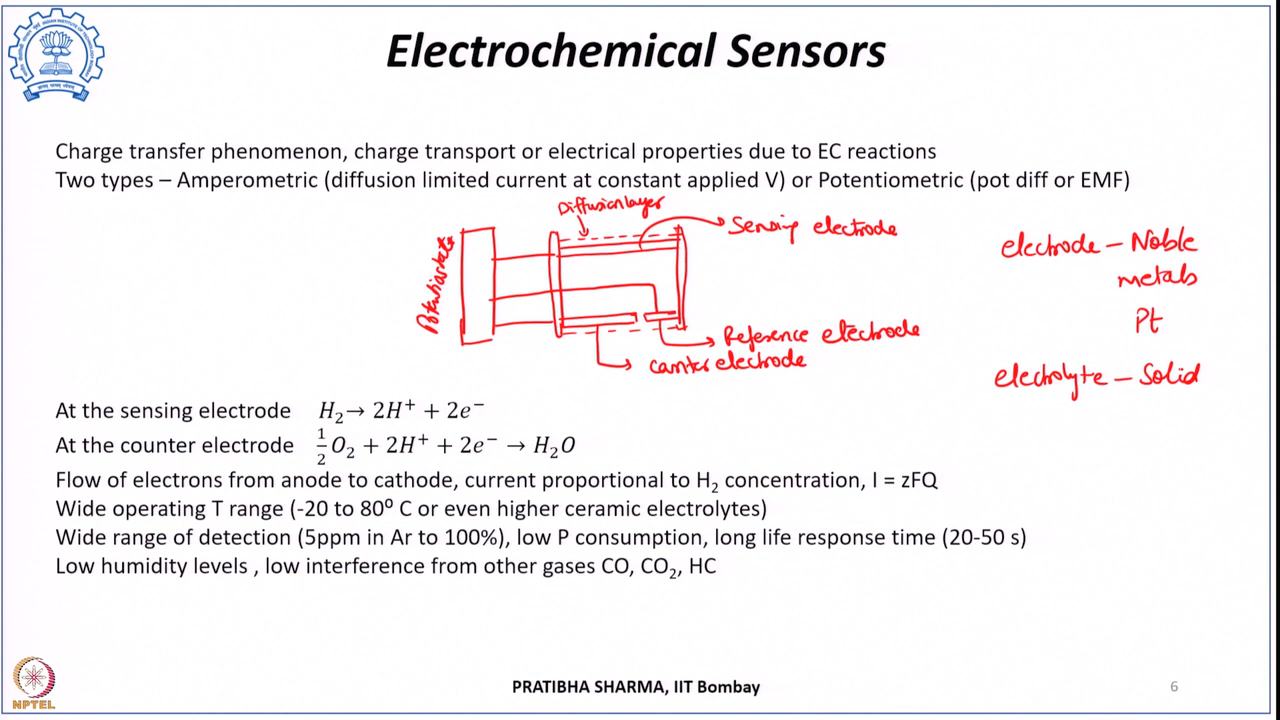 Electrochemical Sensors
Charge transfer phenomenon, charge transport or electrical properties due to EC reactions
Two types – Amperometric (diffusion limited current at constant applied V) or Potentiometric (pot diff or EMF)
Diffusion layer
Sensing electrode
Potentiostate
Reference electrode
counter electrode
electrode – Noble
metals
Pt
electrolyte – Solid
At the sensing electrode H₂→ 2H⁺ + 2e⁻
At the counter electrode ½O₂ + 2H⁺ + 2e⁻ → H₂O
Flow of electrons from anode to cathode, current proportional to H₂ concentration, I = zFQ
Wide operating T range (-20 to 80⁰ C or even higher ceramic electrolytes)
Wide range of detection (5ppm in Ar to 100%), low P consumption, long life response time (20-50 s)
Low humidity levels , low interference from other gases CO, CO₂, HC
NPTEL
PRATIBHA SHARMA, IIT Bombay
6